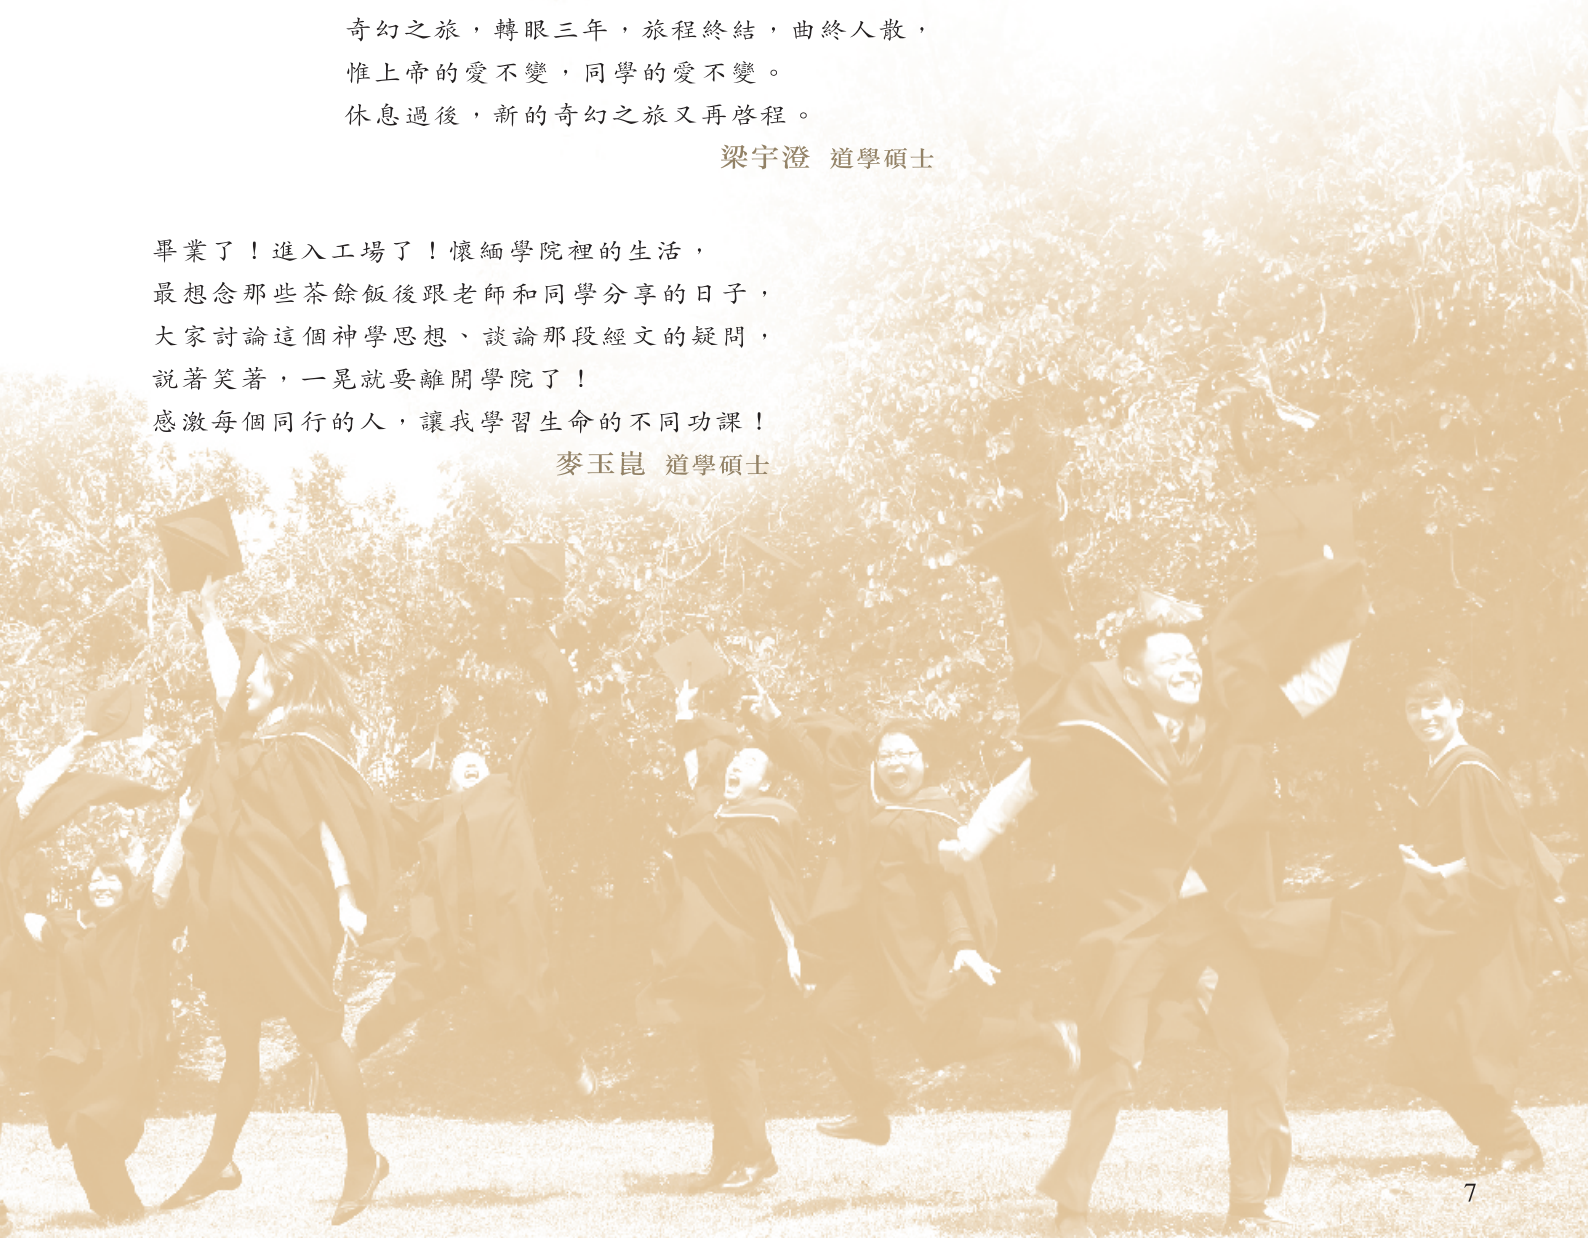 奇幻之旅，轉眼三年，旅程終結，曲終人散，
惟上帝的愛不變，同學的愛不變。
休息過後，新的奇幻之旅又再啓程。
梁宇澄 道學碩士
畢業了！進入工場了！懷緬學院裡的生活，
最想念那些茶餘飯後跟老師和同學分享的日子，
大家討論這個神學思想、談論那段經文的疑問，
説著笑著，一晃就要離開學院了！
感激每個同行的人，讓我學習生命的不同功課！
麥玉崑 道學碩士
7